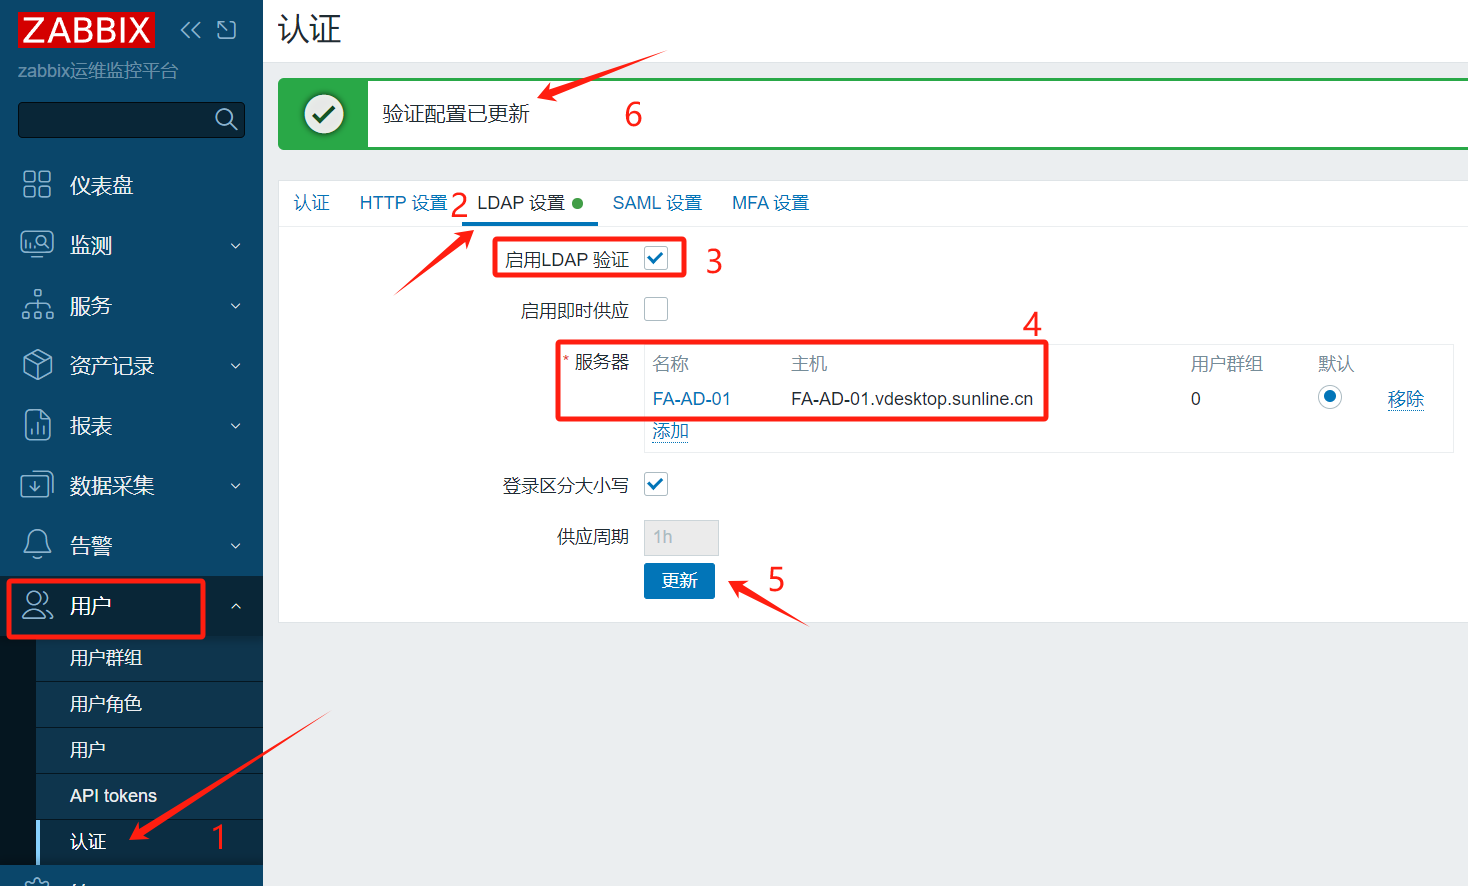 ZABBIX
zabbix运维监控平台
仪表盘
监测
服务
资产记录
报表
数据采集
告警
用户
用户群组
用户角色
用户
API tokens
认证 1
认证
验证配置已更新 6
认证 HTTP 设置 2 LDAP 设置 SAML 设置 MFA 设置
启用LDAP 验证 3
启用即时供应
4
* 服务器 名称 主机 用户群组 默认
FA-AD-01 FA-AD-01.vdesktop.sunline.cn 0 移除
添加
登录区分大小写
供应周期 1h
更新 5